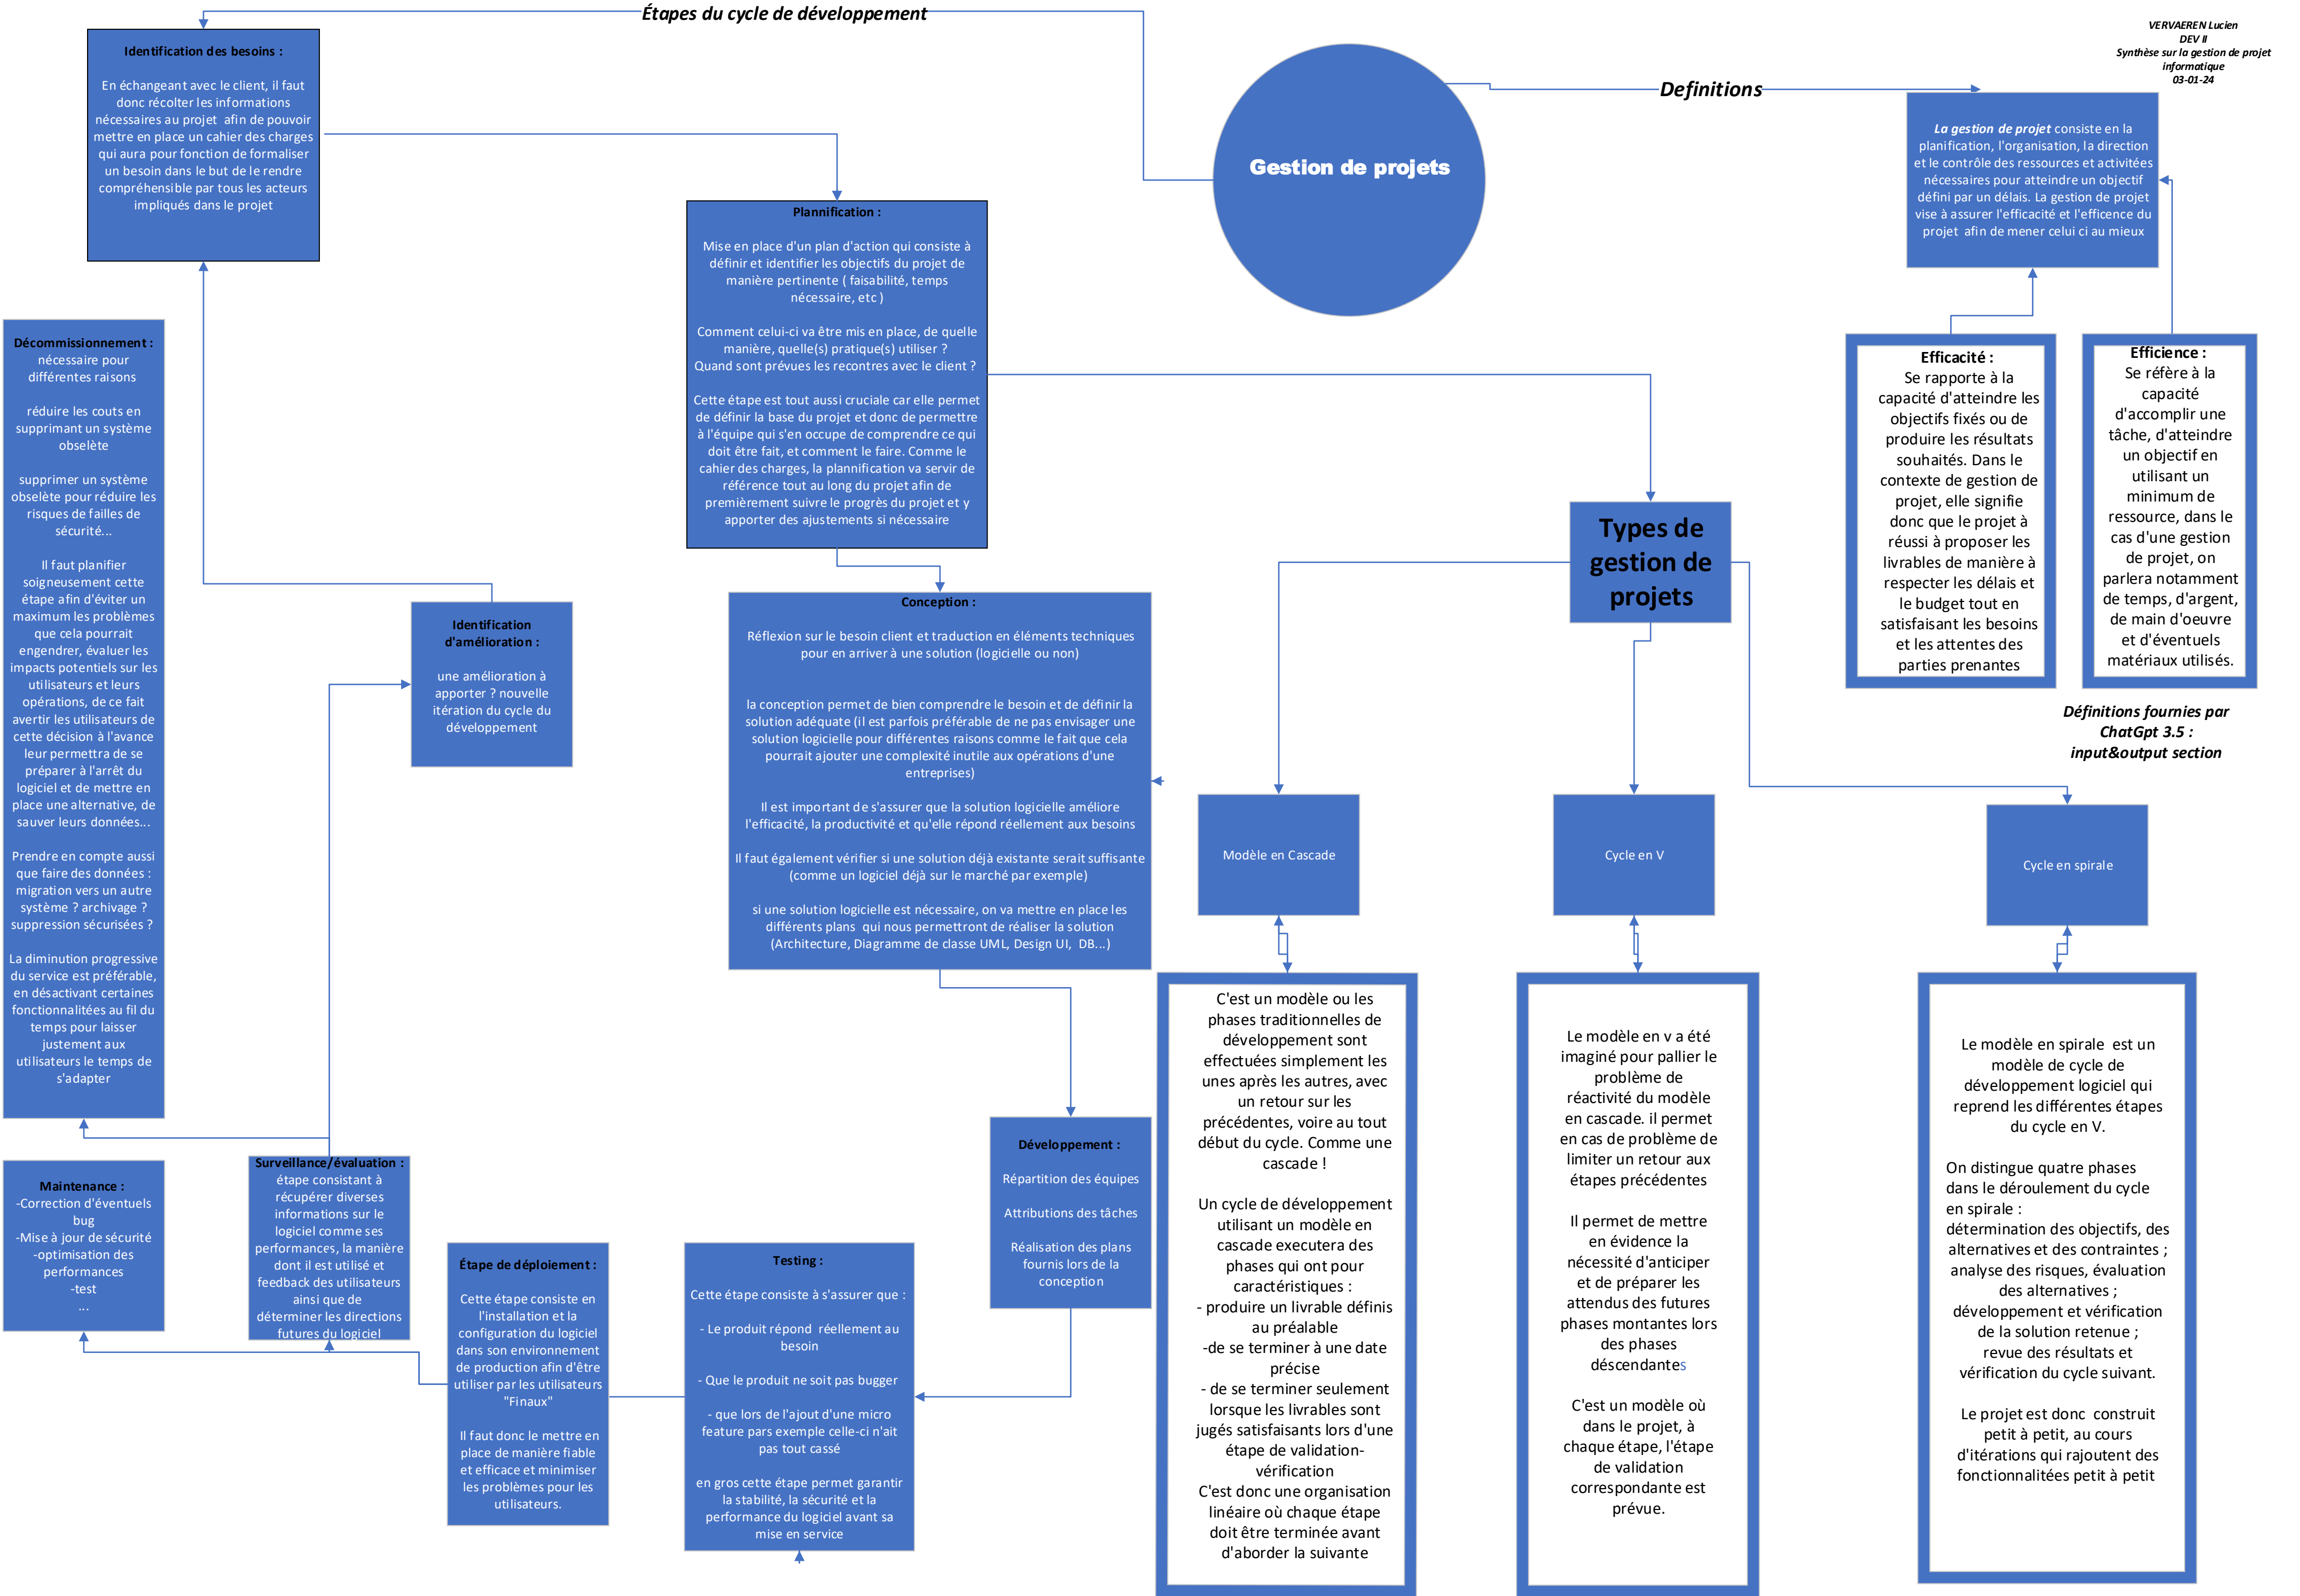 Étapes du cycle de développement
VERVAEREN Lucien
DEV II
Synthèse sur la gestion de projet
informatique
03-01-24
Gestion de projets
Definitions
La gestion de projet consiste en la
planification, l'organisation, la direction
et le contrôle des ressources et activitées
nécessaires pour atteindre un objectif
défini par un délais. La gestion de projet
vise à assurer l'efficacité et l'efficence du
projet afin de mener celui ci au mieux
Efficacité :
Se rapporte à la
capacité d'atteindre les
objectifs fixés ou de
produire les résultats
souhaités. Dans le
contexte de gestion de
projet, elle signifie
donc que le projet à
réussi à proposer les
livrables de manière à
respecter les délais et
le budget tout en
satisfaisant les besoins
et les attentes des
parties prenantes
Efficience :
Se réfère à la
capacité
d'accomplir une
tâche, d'atteindre
un objectif en
utilisant un
minimum de
ressource, dans le
cas d'une gestion
de projet, on
parlera notamment
de temps, d'argent,
de main d'oeuvre
et d'éventuels
matériaux utilisés.
Définitions fournies par
ChatGpt 3.5 :
input&output section
Identification des besoins :
En échangeant avec le client, il faut
donc récolter les informations
nécessaires au projet afin de pouvoir
mettre en place un cahier des charges
qui aura pour fonction de formaliser
un besoin dans le but de le rendre
compréhensible par tous les acteurs
impliqués dans le projet
Plannification :
Mise en place d'un plan d'action qui consiste à
définir et identifier les objectifs du projet de
manière pertinente ( faisabilité, temps
nécessaire, etc )
Comment celui-ci va être mis en place, de quelle
manière, quelle(s) pratique(s) utiliser ?
Quand sont prévues les recontres avec le client ?
Cette étape est tout aussi cruciale car elle permet
de définir la base du projet et donc de permettre
à l'équipe qui s'en occupe de comprendre ce qui
doit être fait, et comment le faire. Comme le
cahier des charges, la plannification va servir de
référence tout au long du projet afin de
premièrement suivre le progrès du projet et y
apporter des ajustements si nécessaire
Conception :
Réflexion sur le besoin client et traduction en éléments techniques
pour en arriver à une solution (logicielle ou non)
la conception permet de bien comprendre le besoin et de définir la
solution adéquate (il est parfois préférable de ne pas envisager une
solution logicielle pour différentes raisons comme le fait que cela
pourrait ajouter une complexité inutile aux opérations d'une
entreprises)
Il est important de s'assurer que la solution logicielle améliore
l'efficacité, la productivité et qu'elle répond réellement aux besoins
Il faut également vérifier si une solution déjà existante serait suffisante
(comme un logiciel déjà sur le marché par exemple)
si une solution logicielle est nécessaire, on va mettre en place les
différents plans qui nous permettront de réaliser la solution
(Architecture, Diagramme de classe UML, Design UI, DB...)
Développement :
Répartition des équipes
Attributions des tâches
Réalisation des plans
fournis lors de la
conception
Testing :
Cette étape consiste à s'assurer que :
- Le produit répond réellement au
besoin
- Que le produit ne soit pas bugger
- que lors de l'ajout d'une micro
feature pars exemple celle-ci n'ait
pas tout cassé
en gros cette étape permet garantir
la stabilité, la sécurité et la
performance du logiciel avant sa
mise en service
Étape de déploiement :
Cette étape consiste en
l'installation et la
configuration du logiciel
dans son environnement
de production afin d'être
utiliser par les utilisateurs
"Finaux"
Il faut donc le mettre en
place de manière fiable
et efficace et minimiser
les problèmes pour les
utilisateurs.
Surveillance/évaluation :
étape consistant à
récupérer diverses
informations sur le
logiciel comme ses
performances, la manière
dont il est utilisé et
feedback des utilisateurs
ainsi que de
déterminer les directions
futures du logiciel
Maintenance :
-Correction d'éventuels
bug
-Mise à jour de sécurité
-optimisation des
performances
-test
...
Identification
d'amélioration :
une amélioration à
apporter ? nouvelle
itération du cycle du
développement
Décommissionnement :
nécessaire pour
différentes raisons
réduire les couts en
supprimant un système
obselète
supprimer un système
obselète pour réduire les
risques de failles de
sécurité...
Il faut planifier
soigneusement cette
étape afin d'éviter un
maximum les problèmes
que cela pourrait
engendrer, évaluer les
impacts potentiels sur les
utilisateurs et leurs
opérations, de ce fait
avertir les utilisateurs de
cette décision à l'avance
leur permettra de se
préparer à l'arrêt du
logiciel et de mettre en
place une alternative, de
sauver leurs données...
Prendre en compte aussi
que faire des données :
migration vers un autre
système ? archivage ?
suppression sécurisées ?
La diminution progressive
du service est préférable,
en désactivant certaines
fonctionnalitées au fil du
temps pour laisser
justement aux
utilisateurs le temps de
s'adapter
Types de
gestion de
projets
Modèle en Cascade
C'est un modèle ou les
phases traditionnelles de
développement sont
effectuées simplement les
unes après les autres, avec
un retour sur les
précédentes, voire au tout
début du cycle. Comme une
cascade !
Un cycle de développement
utilisant un modèle en
cascade executera des
phases qui ont pour
caractéristiques :
- produire un livrable définis
au préalable
-de se terminer à une date
précise
- de se terminer seulement
lorsque les livrables sont
jugés satisfaisants lors d'une
étape de validation-
vérification
C'est donc une organisation
linéaire où chaque étape
doit être terminée avant
d'aborder la suivante
Cycle en V
Le modèle en v a été
imaginé pour pallier le
problème de
réactivité du modèle
en cascade. il permet
en cas de problème de
limiter un retour aux
étapes précédentes
Il permet de mettre
en évidence la
nécessité d'anticiper
et de préparer les
attendus des futures
phases montantes lors
des phases
déscendantes
C'est un modèle où
dans le projet, à
chaque étape, l'étape
de validation
correspondante est
prévue.
Cycle en spirale
Le modèle en spirale est un
modèle de cycle de
développement logiciel qui
reprend les différentes étapes
du cycle en V.
On distingue quatre phases
dans le déroulement du cycle
en spirale :
détermination des objectifs, des
alternatives et des contraintes ;
analyse des risques, évaluation
des alternatives ;
développement et vérification
de la solution retenue ;
revue des résultats et
vérification du cycle suivant.
Le projet est donc construit
petit à petit, au cours
d'itérations qui rajoutent des
fonctionnalitées petit à petit